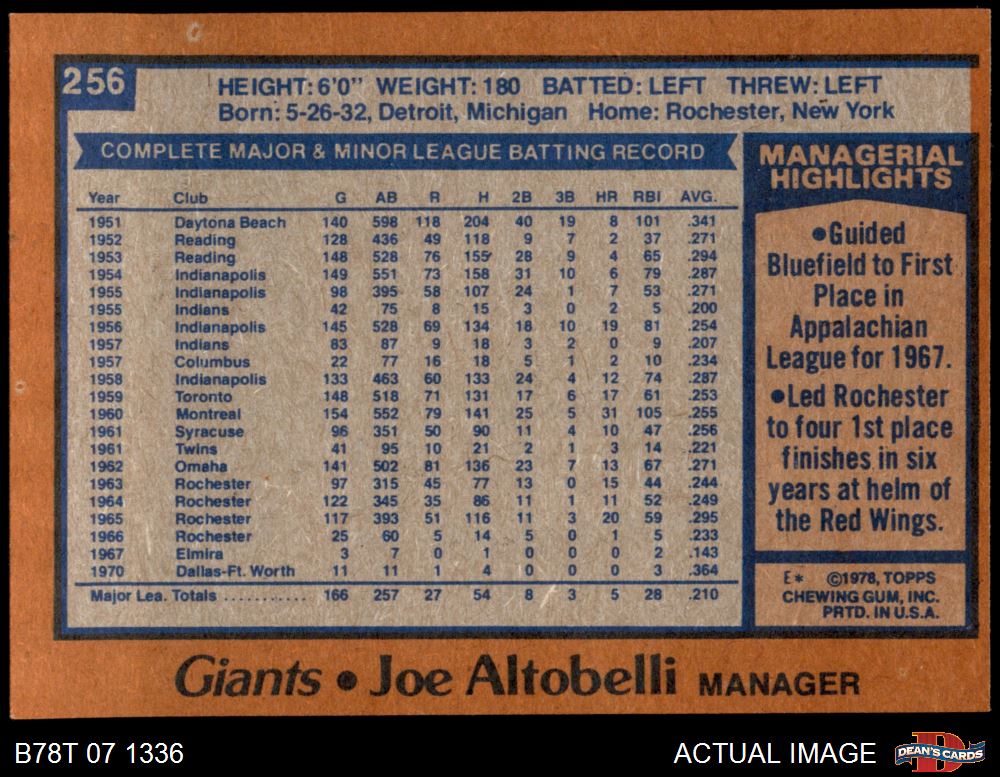 256
HEIGHT: 6'0" WEIGHT: 180 BATTED: LEFT THREW: LEFT
Born: 5-26-32, Detroit, Michigan Home: Rochester, New York
COMPLETE MAJOR & MINOR LEAGUE BATTING RECORD
Year Club G AB R H 2B 3B HR RBI AVG.
1951 Daytona Beach 140 598 118 204 40 19 8 101 .341
1952 Reading 128 436 49 118 9 7 2 37 .271
1953 Reading 148 528 76 155 28 9 4 65 .294
1954 Indianapolis 149 551 73 158 31 10 6 79 .287
1955 Indianapolis 98 395 58 107 24 1 7 53 .271
1955 Indians 42 75 8 15 3 0 2 5 .200
1956 Indianapolis 145 528 69 134 18 10 19 81 .254
1957 Indians 83 87 9 18 3 2 0 9 .207
1957 Columbus 22 77 16 18 5 1 2 10 .234
1958 Indianapolis 133 463 60 133 24 4 12 74 .287
1959 Toronto 148 518 71 131 17 6 17 61 .253
1960 Montreal 154 552 79 141 25 5 31 105 .255
1961 Syracuse 96 351 50 90 11 4 10 47 .256
1961 Twins 41 95 10 21 2 1 3 14 .221
1962 Omaha 141 502 81 136 23 7 13 67 .271
1963 Rochester 97 315 45 77 13 0 15 44 .244
1964 Rochester 122 345 35 86 11 1 11 52 .249
1965 Rochester 117 393 51 116 11 3 20 59 .295
1966 Rochester 25 60 5 14 5 0 1 5 .233
1967 Elmira 3 7 0 1 0 0 0 2 .143
1970 Dallas-Ft. Worth 11 11 1 4 0 0 0 3 .364
Major Lea. Totals ........... 166 257 27 54 8 3 5 28 .210
MANAGERIAL
HIGHLIGHTS
•Guided
Bluefield to First
Place in
Appalachian
League for 1967.
•Led Rochester
to four 1st place
finishes in six
years at helm of
the Red Wings.
E* ©1978, TOPPS
CHEWING GUM, INC.
PRTD. IN U.S.A.
Giants • Joe Altobelli MANAGER
B78T 07 1336 ACTUAL IMAGE DEAN'S CARDS